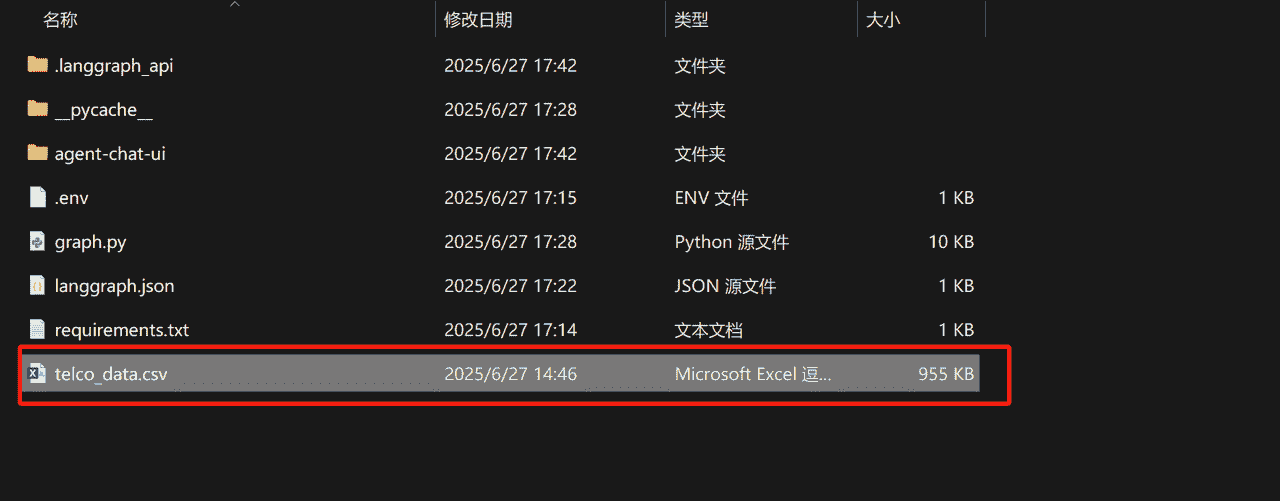 名称 修改日期 类型 大小
.langgraph_api 2025/6/27 17:42 文件夹
__pycache__ 2025/6/27 17:28 文件夹
agent-chat-ui 2025/6/27 17:42 文件夹
.env 2025/6/27 17:15 ENV 文件 1 KB
graph.py 2025/6/27 17:28 Python 源文件 10 KB
langgraph.json 2025/6/27 17:22 JSON 源文件 1 KB
requirements.txt 2025/6/27 17:14 文本文档 1 KB
telco_data.csv 2025/6/27 14:46 Microsoft Excel 逗... 955 KB